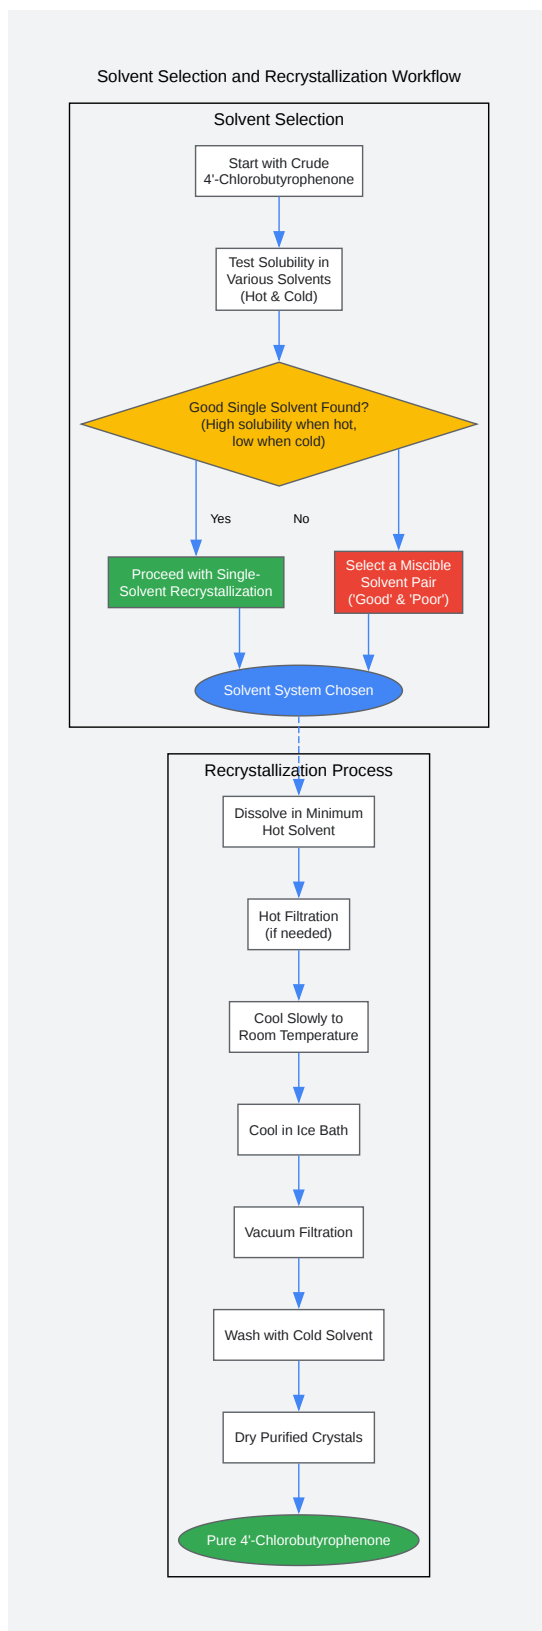 Solvent Selection and Recrystallization Workflow
Solvent Selection
Start with Crude
4'-Chlorobutyrophenone
Test Solubility in
Various Solvents
(Hot & Cold)
Good Single Solvent Found?
(High solubility when hot,
low when cold)
Yes
No
Proceed with Single-
Solvent Recrystallization
Select a Miscible
Solvent Pair
('Good' & 'Poor')
Solvent System Chosen
Recrystallization Process
Dissolve in Minimum
Hot Solvent
Hot Filtration
(if needed)
Cool Slowly to
Room Temperature
Cool in Ice Bath
Vacuum Filtration
Wash with Cold Solvent
Dry Purified Crystals
Pure 4'-Chlorobutyrophenone